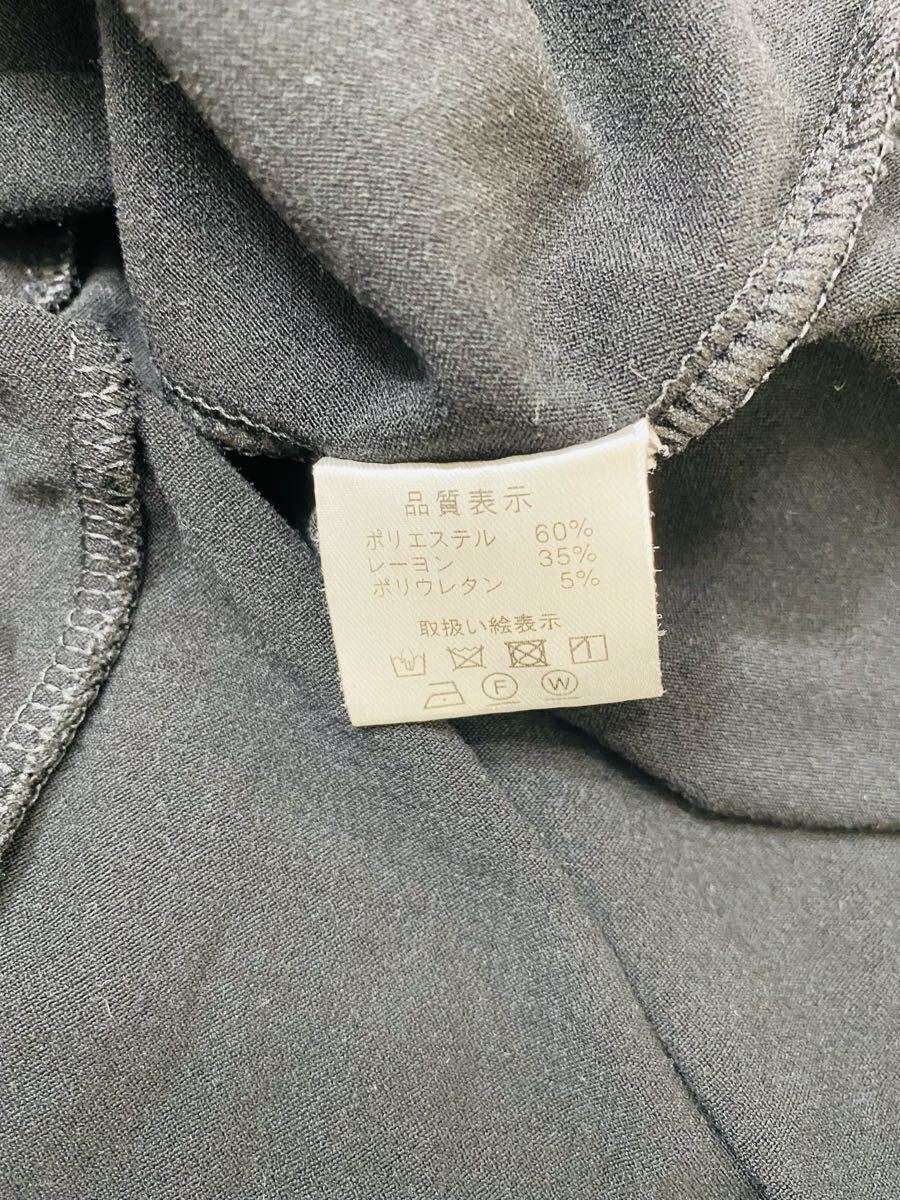 品質表示
ポリエステル 60%
レーヨン 35%
ポリウレタン 5%
取扱い絵表示
F W